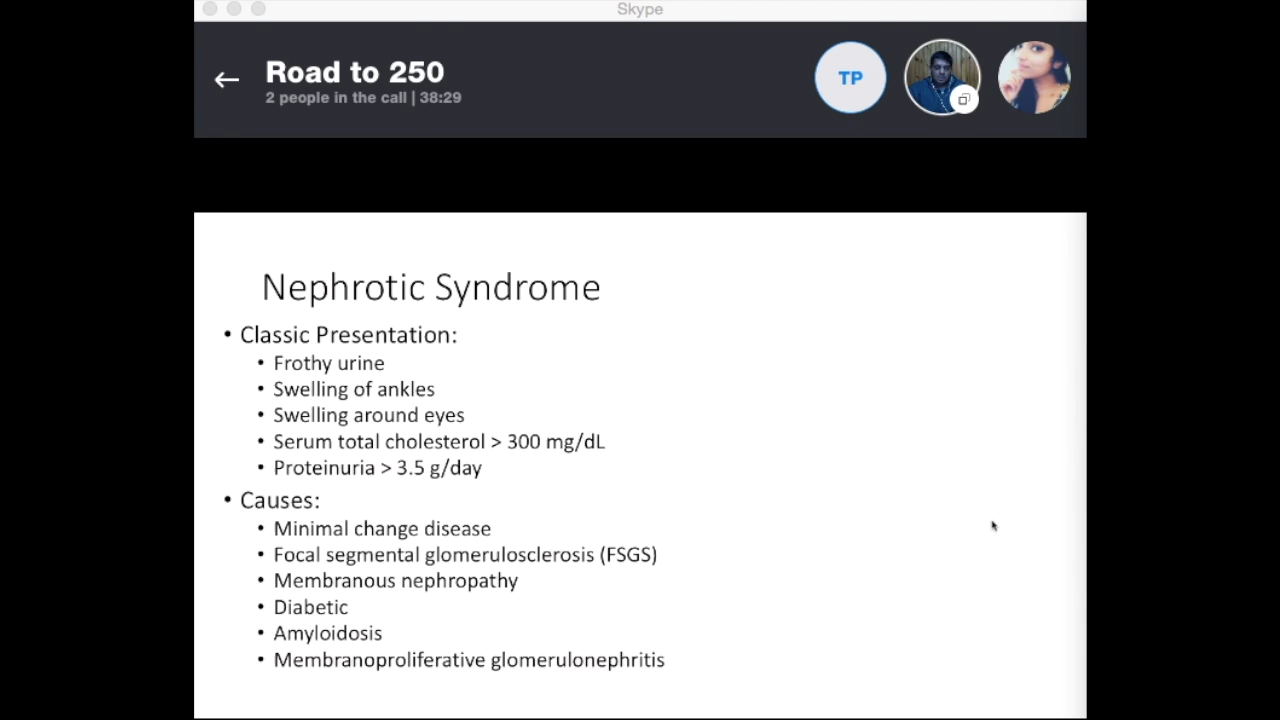 Skype
Road to 250
2 people in the call | 38:29
TP
Nephrotic Syndrome
• Classic Presentation:
• Frothy urine
• Swelling of ankles
• Swelling around eyes
• Serum total cholesterol > 300 mg/dL
• Proteinuria > 3.5 g/day
• Causes:
• Minimal change disease
• Focal segmental glomerulosclerosis (FSGS)
• Membranous nephropathy
• Diabetic
• Amyloidosis
• Membranoproliferative glomerulonephritis